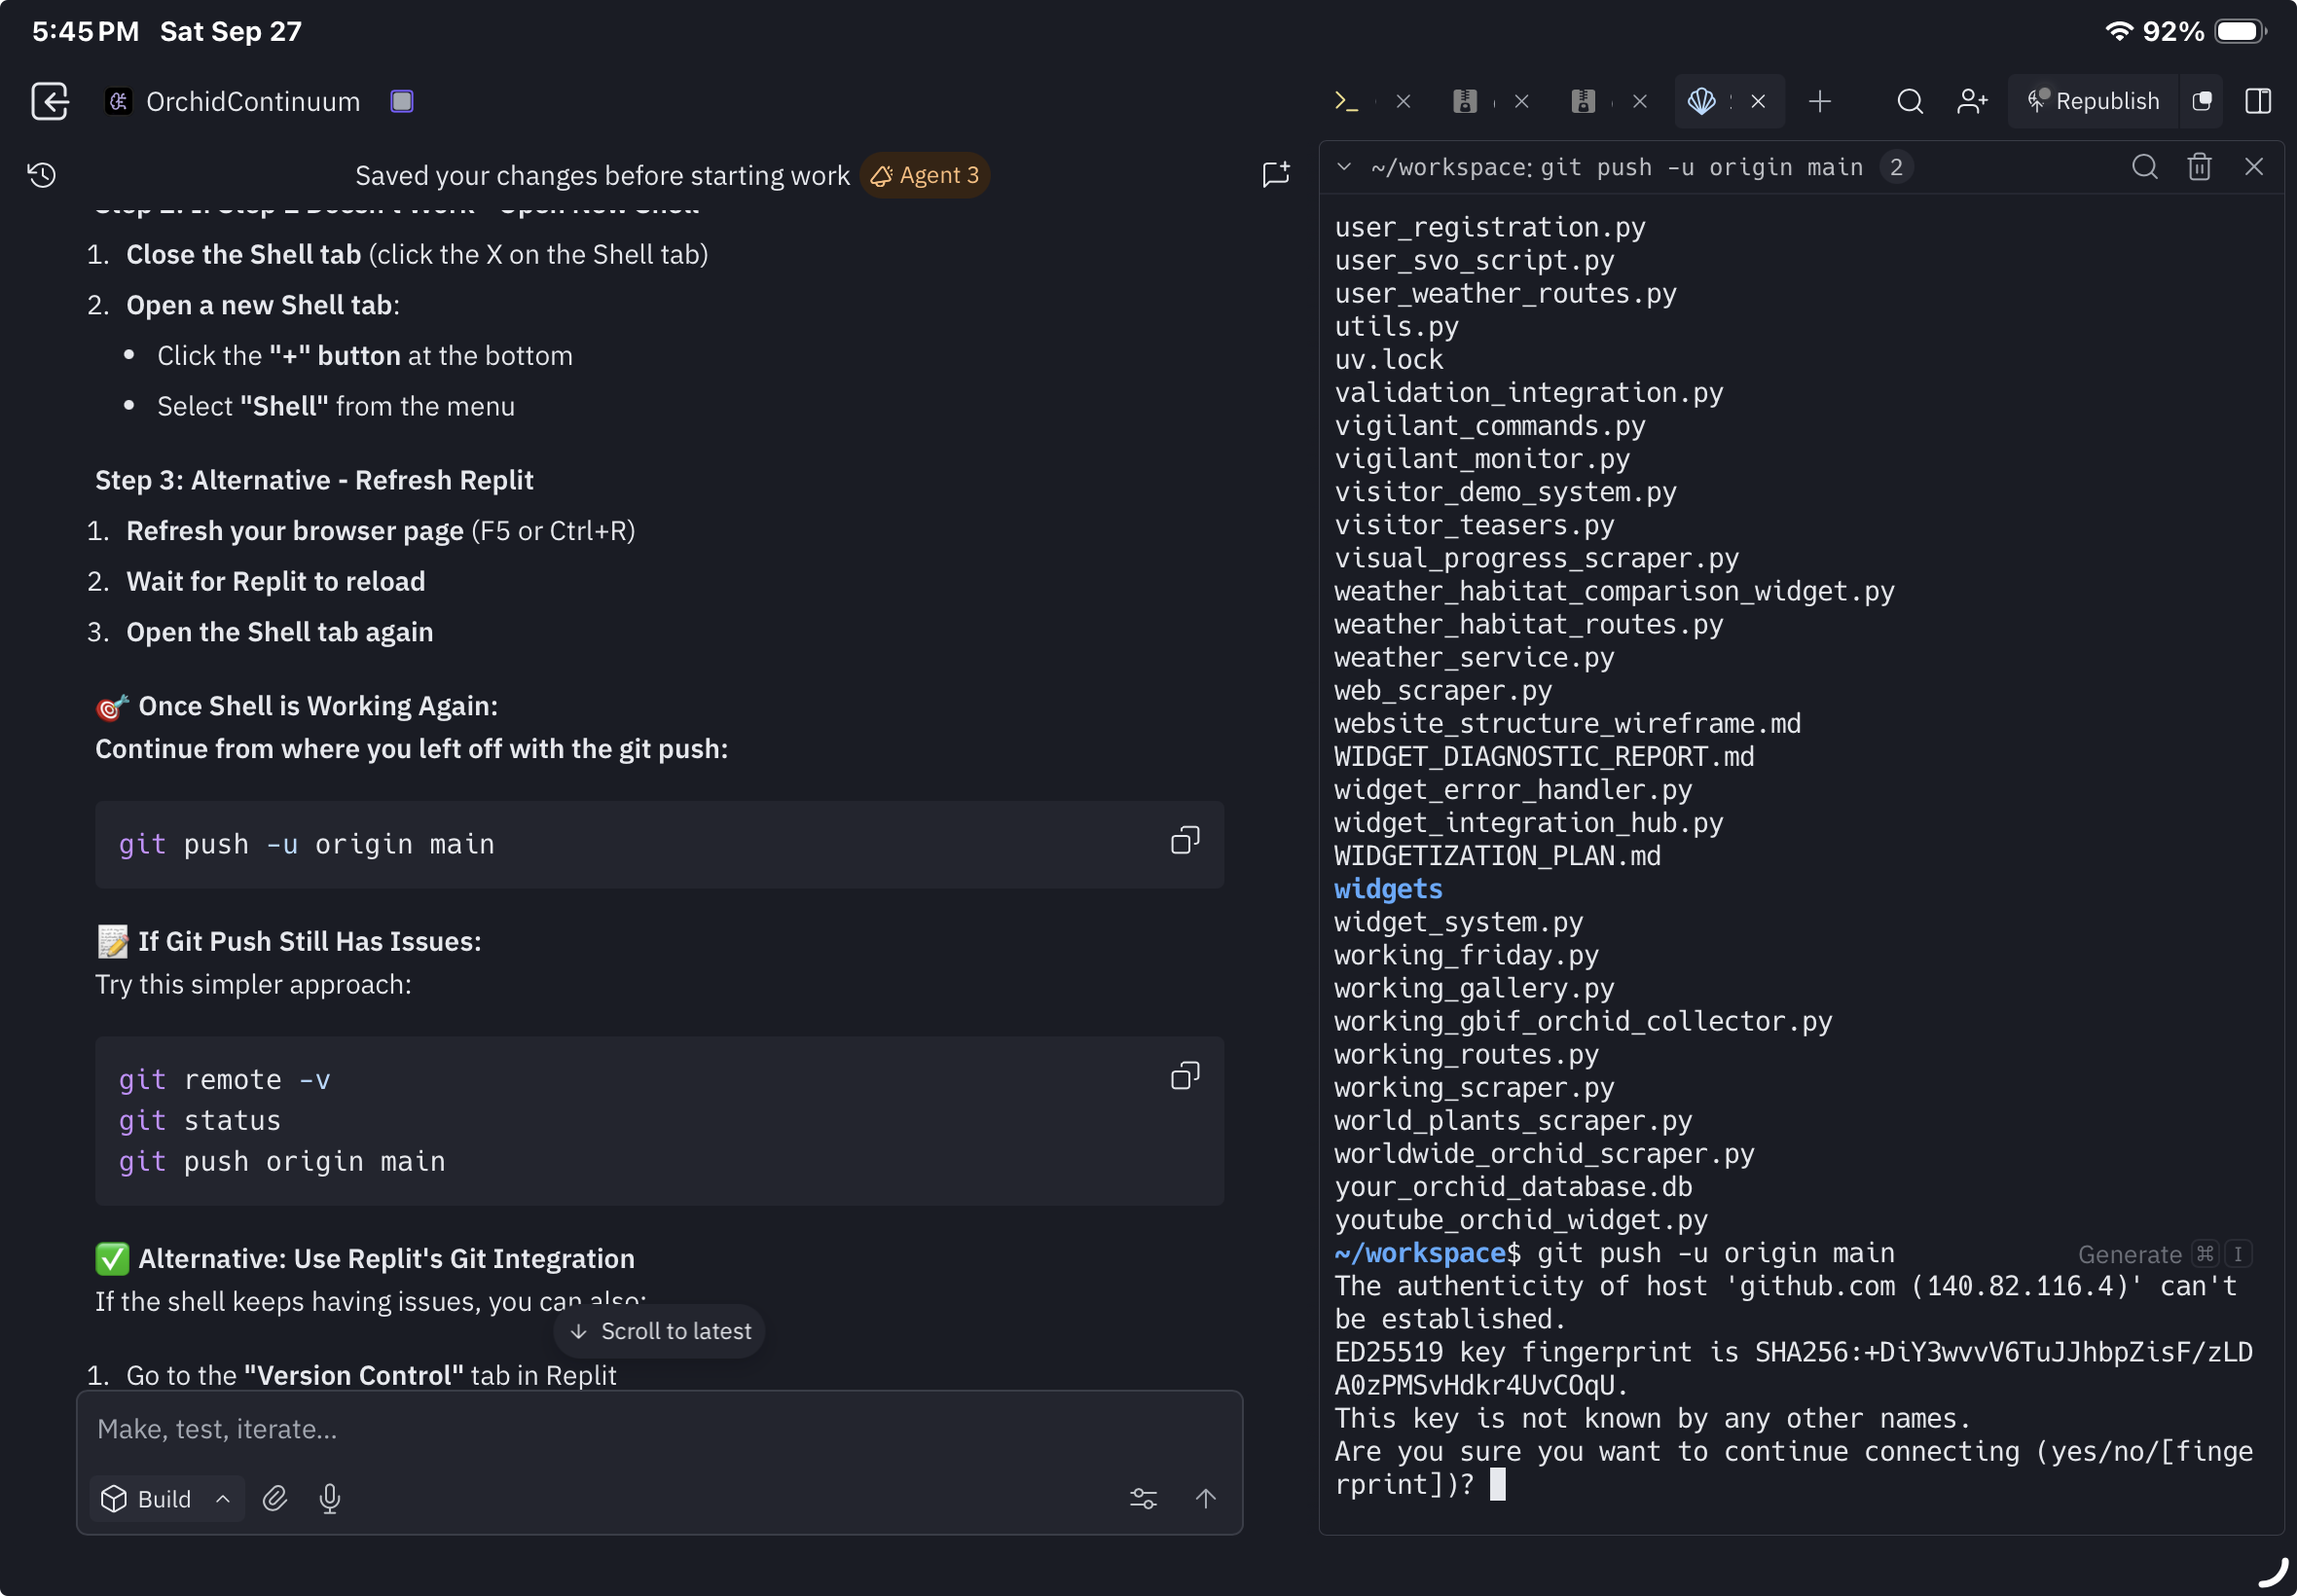 5:45 PM Sat Sep 27
92%
OrchidContinuum
Republish
Saved your changes before starting work Agent 3
1. Close the Shell tab (click the X on the Shell tab)
2. Open a new Shell tab:
• Click the "+" button at the bottom
• Select "Shell" from the menu
Step 3: Alternative - Refresh Replit
1. Refresh your browser page (F5 or Ctrl+R)
2. Wait for Replit to reload
3. Open the Shell tab again
🎯 Once Shell is Working Again:
Continue from where you left off with the git push:
git push -u origin main
📝 If Git Push Still Has Issues:
Try this simpler approach:
git remote -v
git status
git push origin main
✅ Alternative: Use Replit's Git Integration
If the shell keeps having issues, you can also:
↓ Scroll to latest
1. Go to the "Version Control" tab in Replit
Make, test, iterate...
Build
~/workspace: git push -u origin main 2
user_registration.py
user_svo_script.py
user_weather_routes.py
utils.py
uv.lock
validation_integration.py
vigilant_commands.py
vigilant_monitor.py
visitor_demo_system.py
visitor_teasers.py
visual_progress_scraper.py
weather_habitat_comparison_widget.py
weather_habitat_routes.py
weather_service.py
web_scraper.py
website_structure_wireframe.md
WIDGET_DIAGNOSTIC_REPORT.md
widget_error_handler.py
widget_integration_hub.py
WIDGETIZATION_PLAN.md
widgets
widget_system.py
working_friday.py
working_gallery.py
working_gbif_orchid_collector.py
working_routes.py
working_scraper.py
world_plants_scraper.py
worldwide_orchid_scraper.py
your_orchid_database.db
youtube_orchid_widget.py
~/workspace$ git push -u origin main
Generate ⌘ I
The authenticity of host 'github.com (140.82.116.4)' can't
be established.
ED25519 key fingerprint is SHA256:+DiY3wvvV6TuJJhbpZisF/zLD
A0zPMSvHdkr4UvCOqU.
This key is not known by any other names.
Are you sure you want to continue connecting (yes/no/[finge
rprint])?